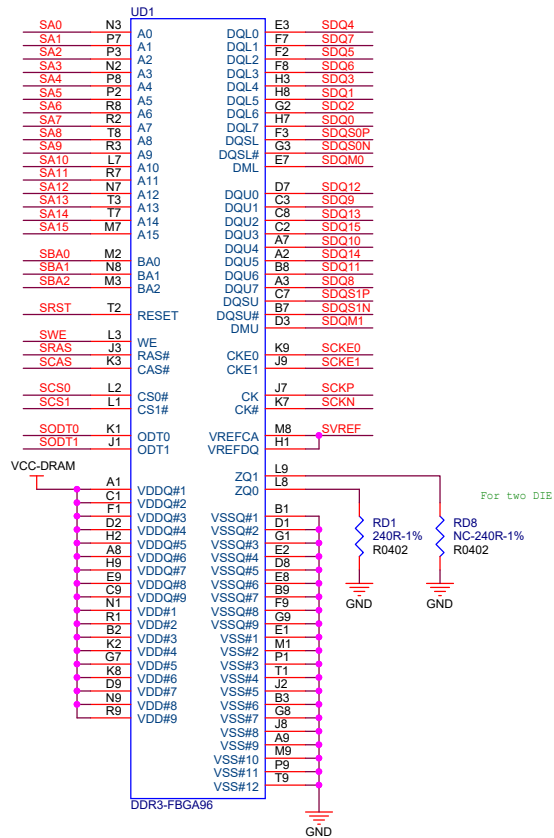 UD1
SA0 N3 A0 DQL0 E3 SDQ4
SA1 P7 A1 DQL1 F7 SDQ7
SA2 P3 A2 DQL2 F2 SDQ5
SA3 N2 A3 DQL3 F8 SDQ6
SA4 P8 A4 DQL4 H3 SDQ3
SA5 P2 A5 DQL5 H8 SDQ1
SA6 R8 A6 DQL6 G2 SDQ2
SA7 R2 A7 DQL7 H7 SDQ0
SA8 T8 A8 DQSL F3 SDQS0P
SA9 R3 A9 DQSL# G3 SDQS0N
SA10 L7 A10 DML E7 SDQM0
SA11 R7 A11
SA12 N7 A12 DQU0 D7 SDQ12
SA13 T3 A13 DQU1 C3 SDQ9
SA14 T7 A14 DQU2 C8 SDQ13
SA15 M7 A15 DQU3 C2 SDQ15
DQU4 A7 SDQ10
SBA0 M2 BA0 DQU5 A2 SDQ14
SBA1 N8 BA1 DQU6 B8 SDQ11
SBA2 M3 BA2 DQU7 A3 SDQ8
DQSU C7 SDQS1P
SRST T2 RESET DQSU# B7 SDQS1N
DMU D3 SDQM1
SWE L3 WE
SRAS J3 RAS# CKE0 K9 SCKE0
SCAS K3 CAS# CKE1 J9 SCKE1
SCS0 L2 CS0# CK J7 SCKP
SCS1 L1 CS1# CK# K7 SCKN
SODT0 K1 ODT0 VREFCA M8 SVREF
SODT1 J1 ODT1 VREFDQ H1
VCC-DRAM
ZQ1 L9
A1 VDDQ#1 ZQ0 L8
C1 VDDQ#2
F1 VDDQ#3 VSSQ#1 B1
D2 VDDQ#4 VSSQ#2 D1
H2 VDDQ#5 VSSQ#3 G1
A8 VDDQ#6 VSSQ#4 E2
H9 VDDQ#7 VSSQ#5 D8
E9 VDDQ#8 VSSQ#6 E8
C9 VDDQ#9 VSSQ#7 B9
N1 VDD#1 VSSQ#8 F9
R1 VDD#2 VSSQ#9 G9
B2 VDD#3 VSS#1 E1
K2 VDD#4 VSS#2 M1
G7 VDD#5 VSS#3 P1
K8 VDD#6 VSS#4 T1
D9 VDD#7 VSS#5 J2
N9 VDD#8 VSS#6 B3
R9 VDD#9 VSS#7 G8
VSS#8 J8
VSS#9 A9
VSS#10 M9
VSS#11 P9
VSS#12 T9
DDR3-FBGA96
GND
For two DIE
RD1
240R-1%
R0402
GND
RD8
NC-240R-1%
R0402
GND